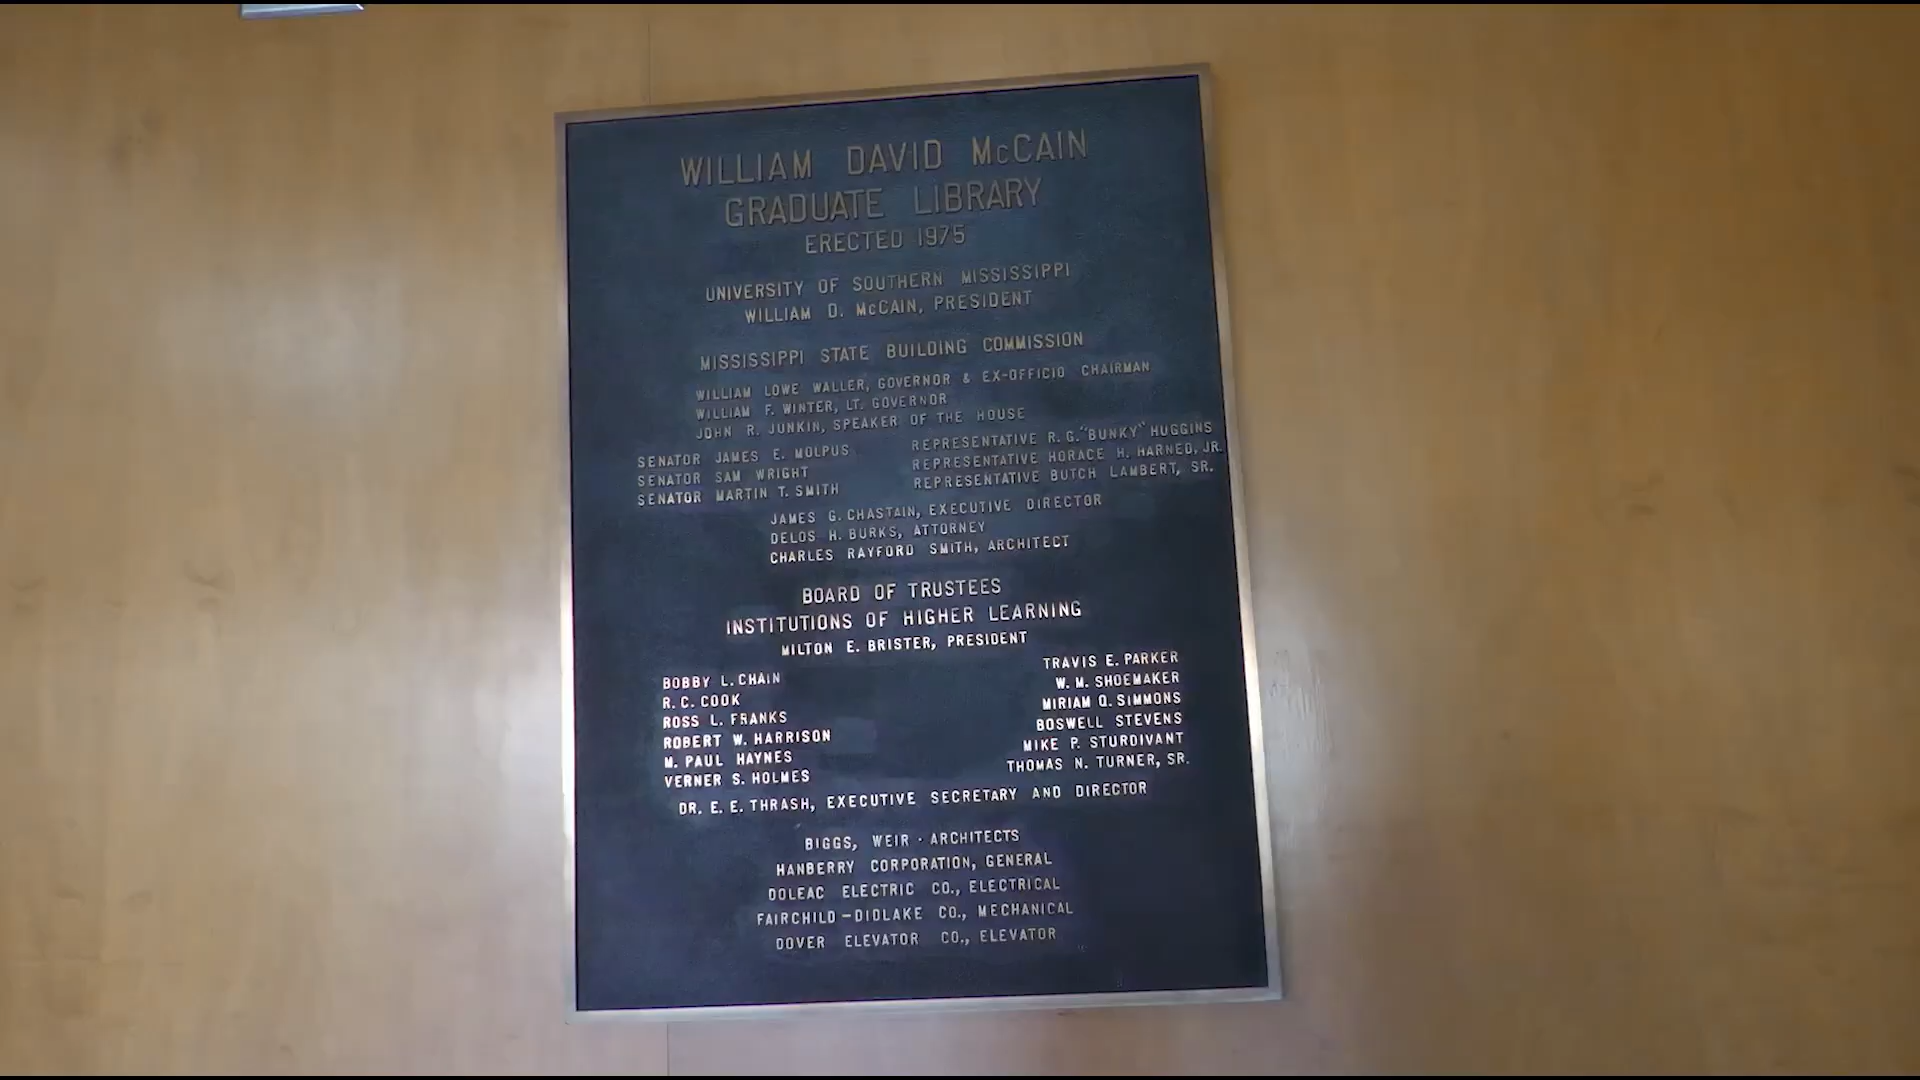 WILLIAM DAVID McCAIN
GRADUATE LIBRARY
ERECTED 1975
UNIVERSITY OF SOUTHERN MISSISSIPPI
WILLIAM D. McCAIN, PRESIDENT
MISSISSIPPI STATE BUILDING COMMISSION
WILLIAM LOWE WALLER, GOVERNOR & EX-OFFICIO CHAIRMAN
WILLIAM F. WINTER, LT. GOVERNOR
JOHN R. JUNKIN, SPEAKER OF THE HOUSE
SENATOR JAMES E. MOLPUS
SENATOR SAM WRIGHT
SENATOR MARTIN T. SMITH
REPRESENTATIVE R. G. "BUNKY" HUGGINS
REPRESENTATIVE HORACE H. HARNED, JR.
REPRESENTATIVE BUTCH LAMBERT, SR.
JAMES G. CHASTAIN, EXECUTIVE DIRECTOR
DELOS H. BURKS, ATTORNEY
CHARLES RAYFORD SMITH, ARCHITECT
BOARD OF TRUSTEES
INSTITUTIONS OF HIGHER LEARNING
MILTON E. BRISTER, PRESIDENT
BOBBY L. CHAIN
R. C. COOK
ROSS L. FRANKS
ROBERT W. HARRISON
M. PAUL HAYNES
VERNER S. HOLMES
TRAVIS E. PARKER
W. M. SHOEMAKER
MIRIAM Q. SIMMONS
BOSWELL STEVENS
MIKE P. STURDIVANT
THOMAS N. TURNER, SR.
DR. E. E. THRASH, EXECUTIVE SECRETARY AND DIRECTOR
BIGGS, WEIR · ARCHITECTS
HANBERRY CORPORATION, GENERAL
DOLEAC ELECTRIC CO., ELECTRICAL
FAIRCHILD-DIDLAKE CO., MECHANICAL
DOVER ELEVATOR CO., ELEVATOR